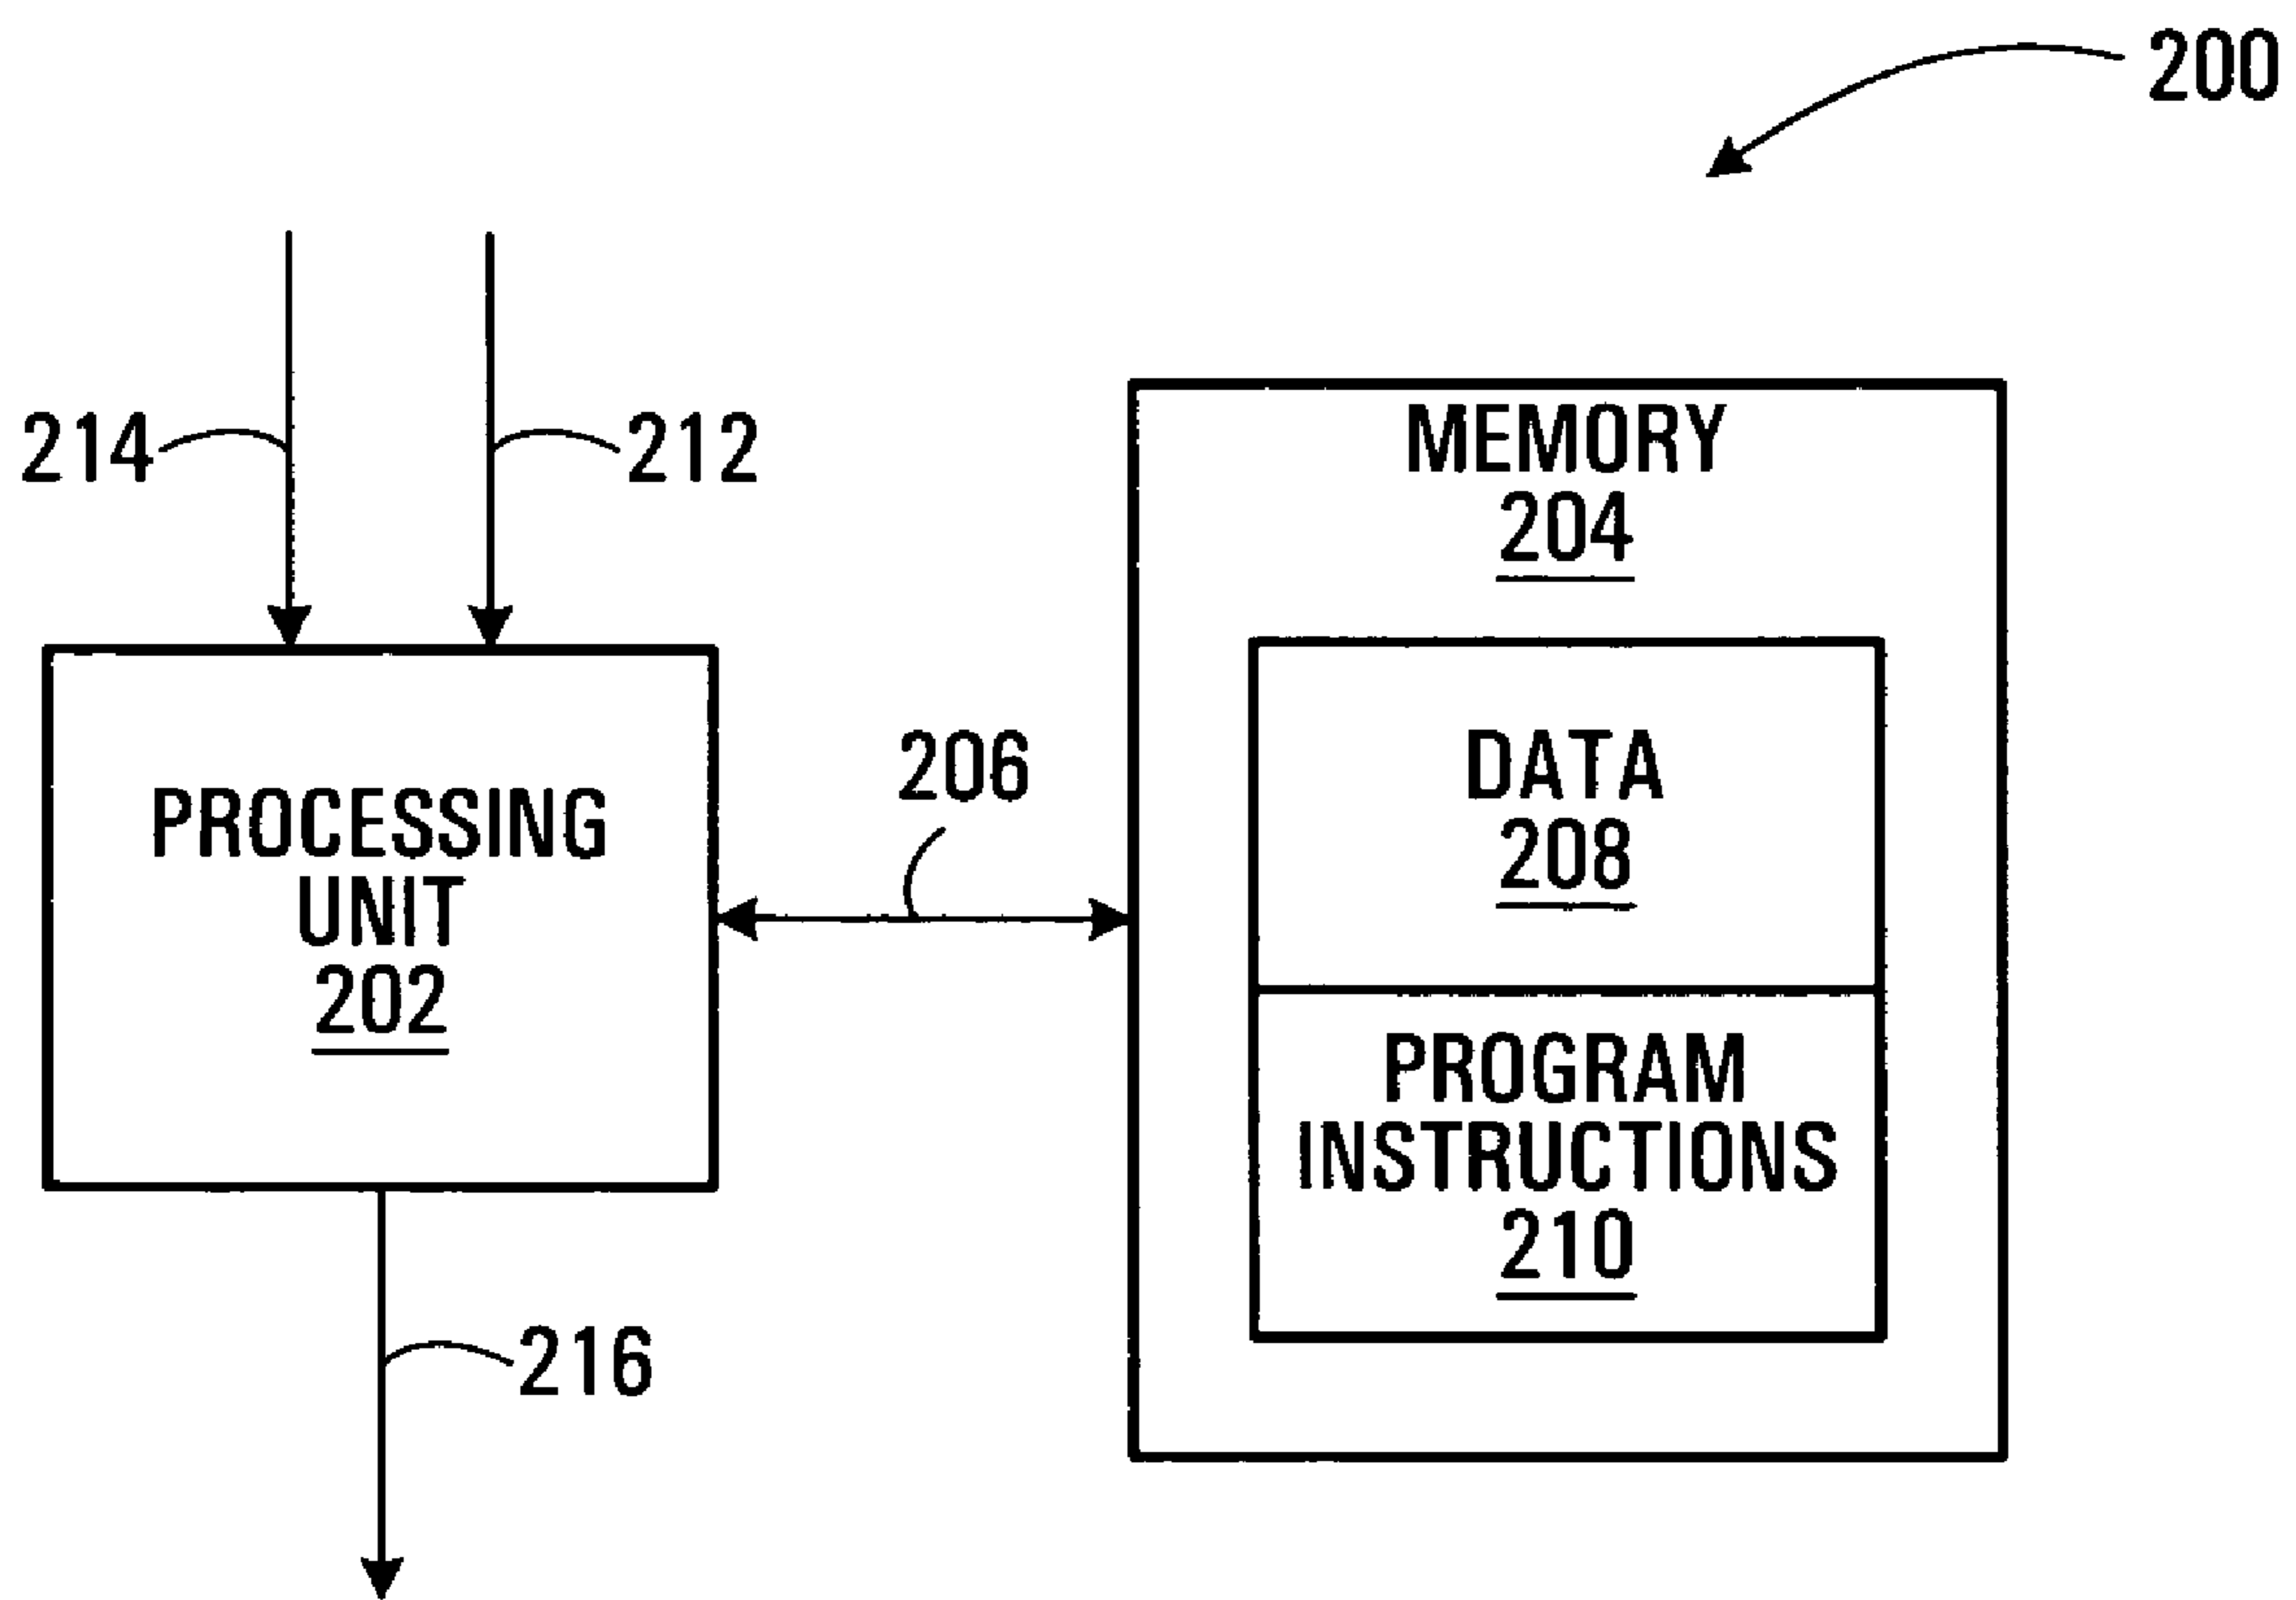 200
214
212
MEMORY
204
206
DATA
208
PROCESSING
UNIT
202
PROGRAM
INSTRUCTIONS
210
216